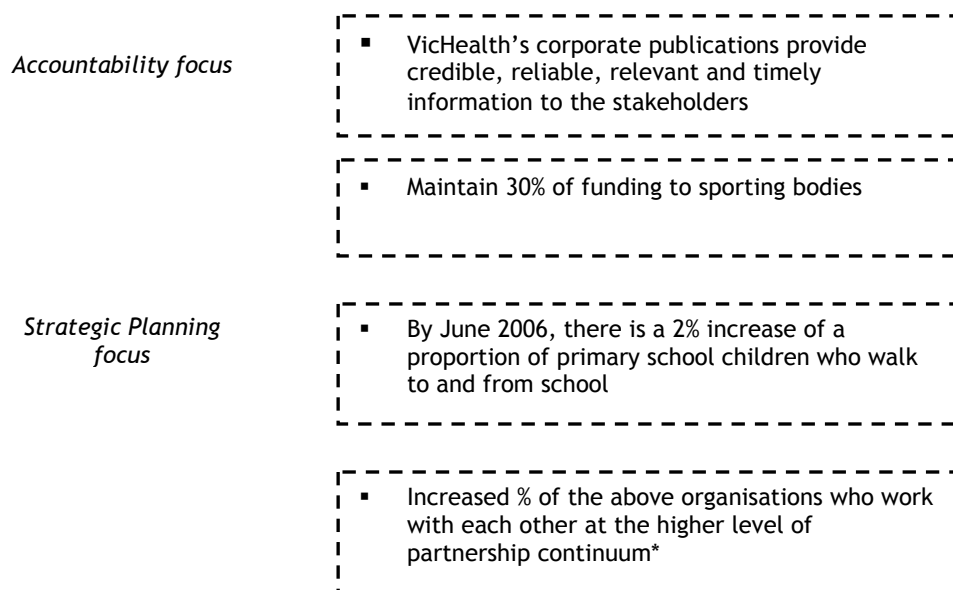 Accountability focus
▪ VicHealth’s corporate publications provide
credible, reliable, relevant and timely
information to the stakeholders
▪ Maintain 30% of funding to sporting bodies
Strategic Planning
focus
▪ By June 2006, there is a 2% increase of a
proportion of primary school children who walk
to and from school
▪ Increased % of the above organisations who work
with each other at the higher level of
partnership continuum*